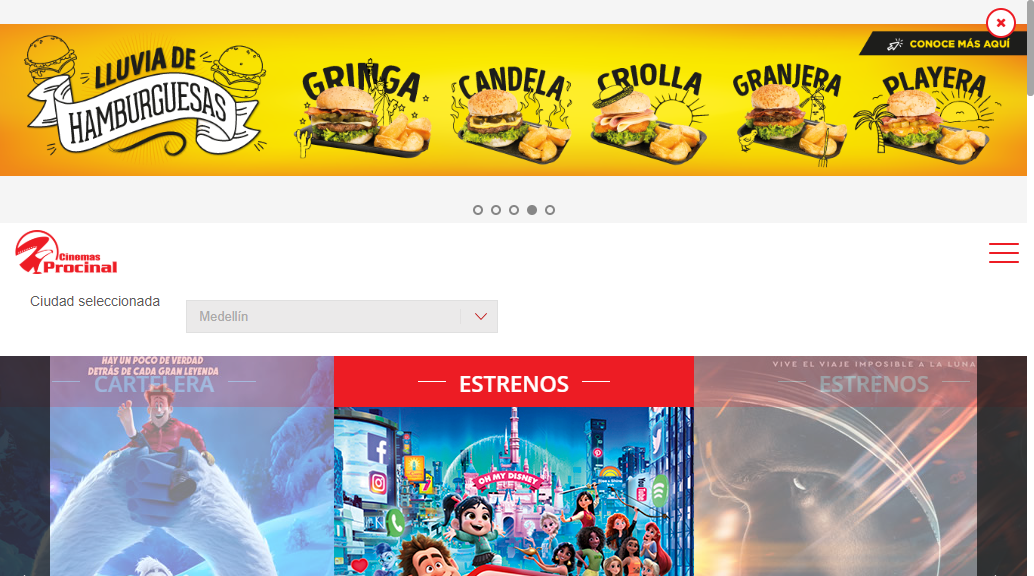 CONOCE MÁS AQUÍ
LLUVIA DE
HAMBURGUESAS
GRINGA
CANDELA
CRIOLLA
GRANJERA
PLAYERA
Cinemas
Procinal
Ciudad seleccionada
Medellín
HAY UN POCO DE VERDAD
DETRÁS DE CADA GRAN LEYENDA
CARTELERA
ESTRENOS
VIVE EL VIAJE IMPOSIBLE A LA LUNA
ESTRENOS
OH MY DISNEY